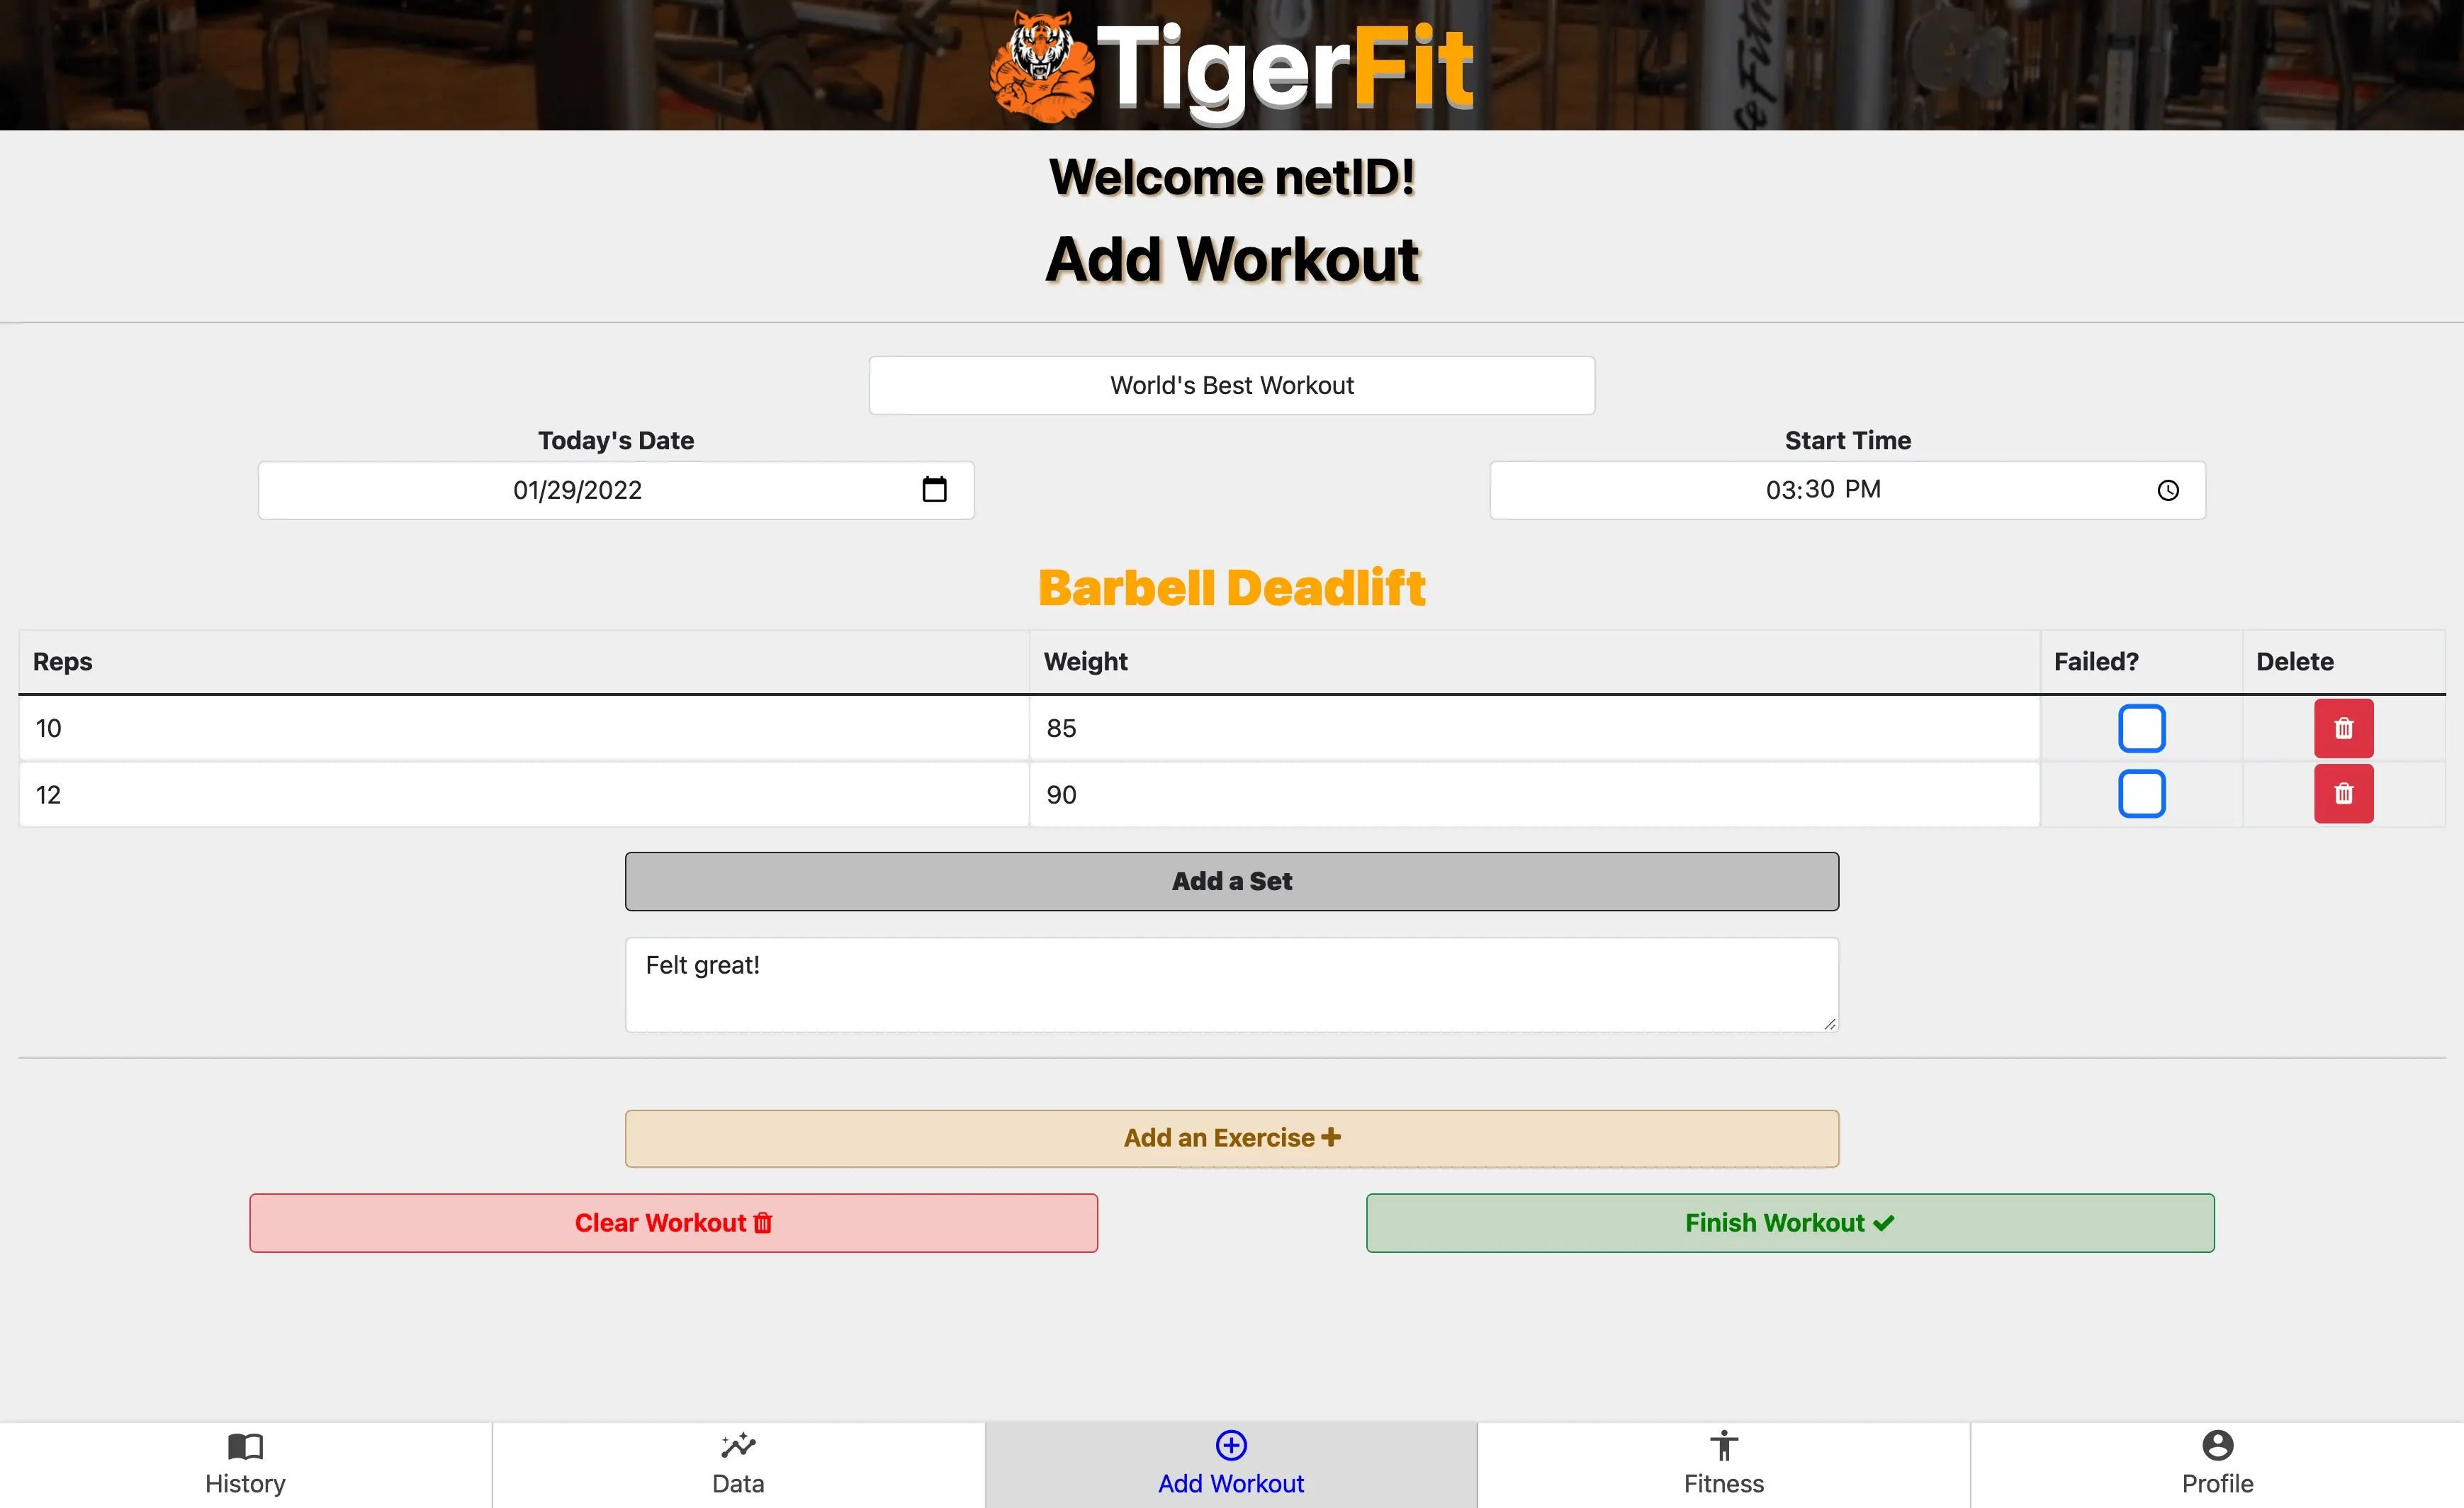 TigerFit
Welcome netID!
Add Workout
World's Best Workout
Today's Date
Start Time
01/29/2022
03:30 PM
Barbell Deadlift
Reps Weight Failed? Delete
10 85
12 90
Add a Set
Felt great!
Add an Exercise
Clear Workout
Finish Workout
History Data Add Workout Fitness Profile